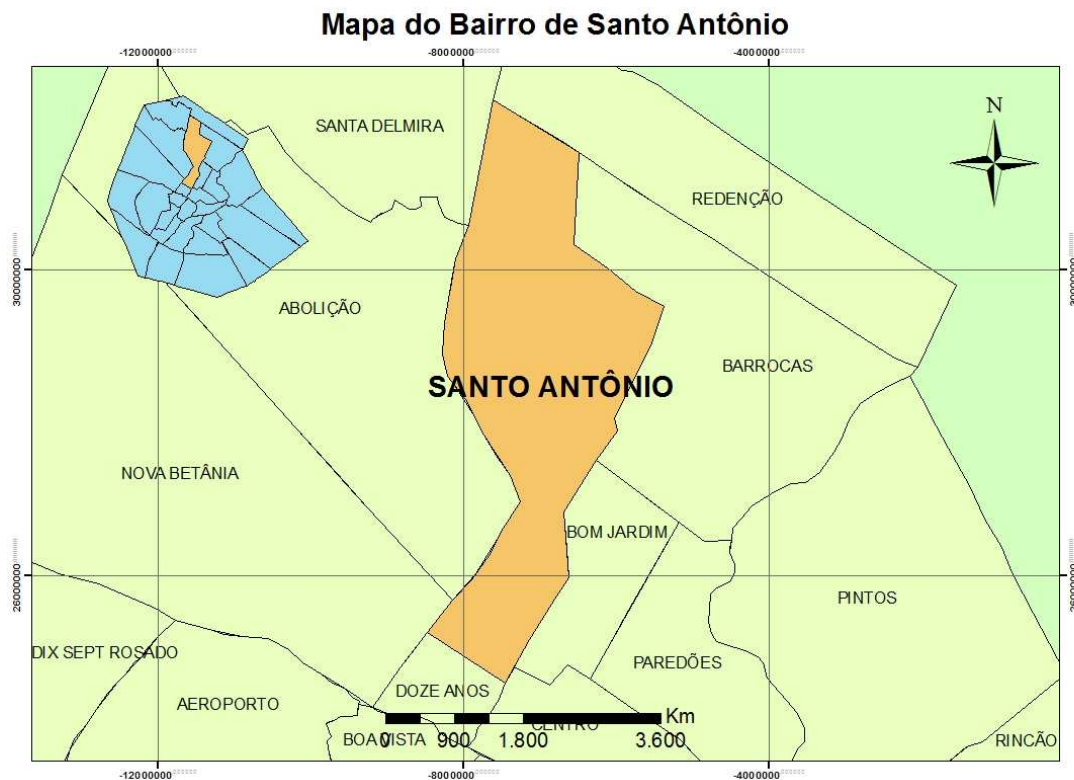 Mapa do Bairro de Santo Antônio
-12000000 -8000000 -4000000
SANTA DELMIRA
N
REDENÇÃO
ABOLIÇÃO
BARROCAS
SANTO ANTÔNIO
NOVA BETÂNIA
BOM JARDIM
PINTOS
DIX SEPT ROSADO
PAREDÕES
AEROPORTO
DOZE ANOS
Km
CENTRO
BOA VISTA
0 900 1.800 3.600
RINCÃO
-12000000 -8000000 -4000000